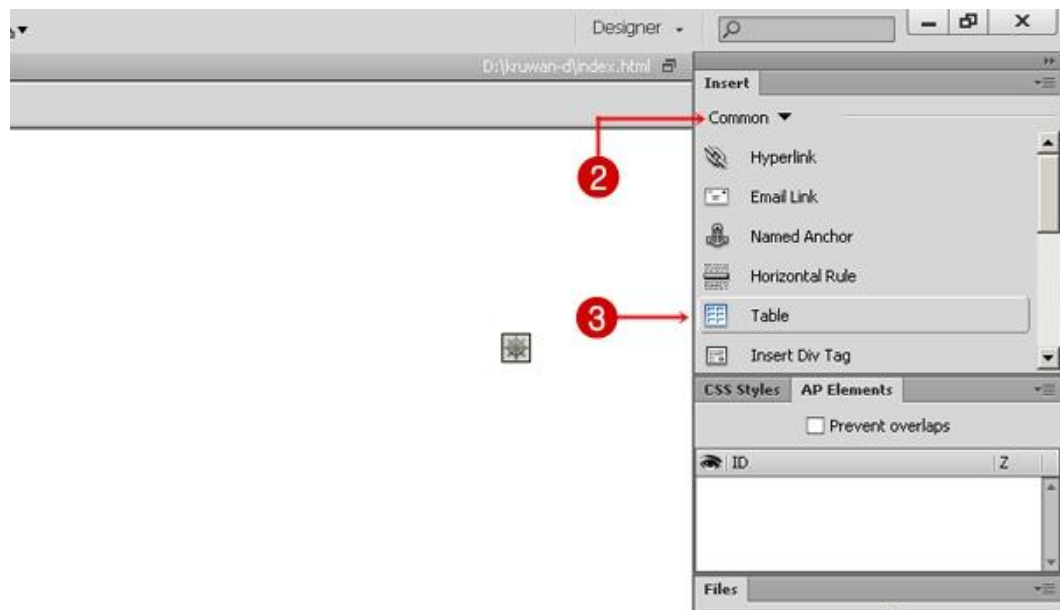 Designer
D:\kruwan-d\index.html
Insert
Common
2
Hyperlink
Email Link
Named Anchor
Horizontal Rule
3
Table
Insert Div Tag
CSS Styles AP Elements
Prevent overlaps
ID Z
Files